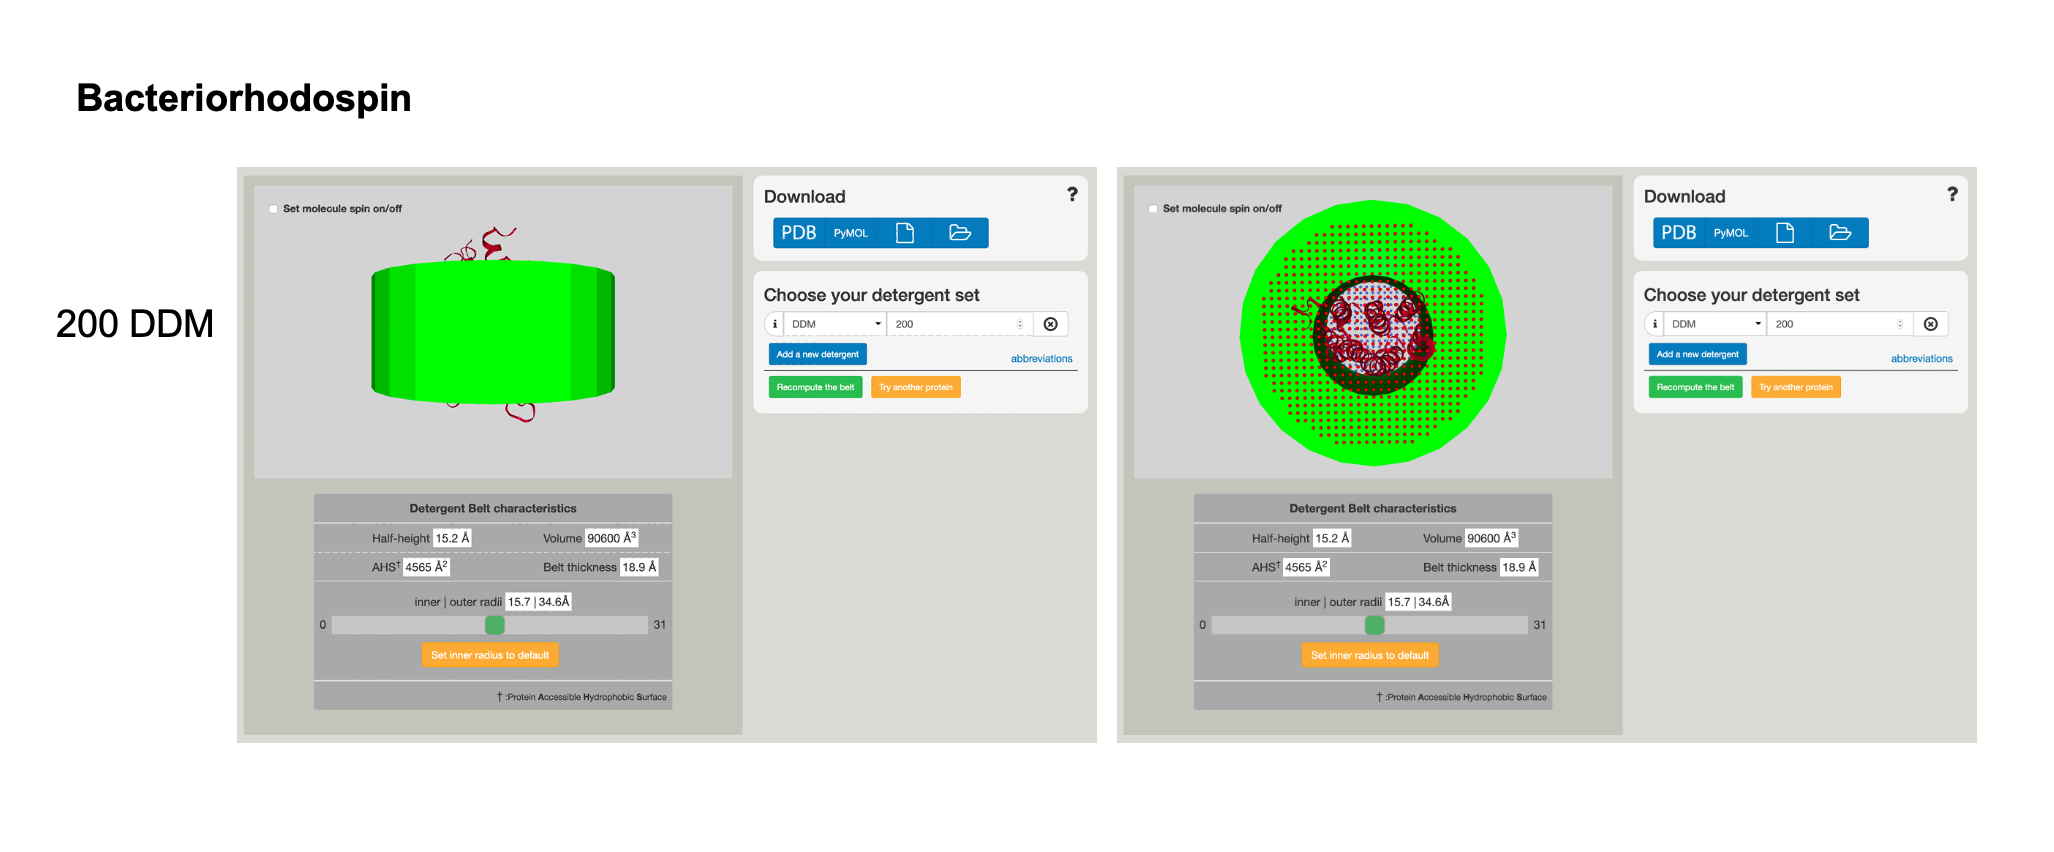 Bacteriorhodospin
200 DDM
Set molecule spin on/off
Download
?
PDB
PyMOL
Choose your detergent set
i DDM 200
Add a new detergent
abbreviations
Recompute the belt
Try another protein
Detergent Belt characteristics
Half-height 15.2 Å Volume 90600 Å³
AHS† 4565 Å² Belt thickness 18.9 Å
inner | outer radii 15.7 | 34.6Å
0 31
Set inner radius to default
† :Protein Accessible Hydrophobic Surface
Set molecule spin on/off
Download
?
PDB
PyMOL
Choose your detergent set
i DDM 200
Add a new detergent
abbreviations
Recompute the belt
Try another protein
Detergent Belt characteristics
Half-height 15.2 Å Volume 90600 Å³
AHS† 4565 Å² Belt thickness 18.9 Å
inner | outer radii 15.7 | 34.6Å
0 31
Set inner radius to default
† :Protein Accessible Hydrophobic Surface